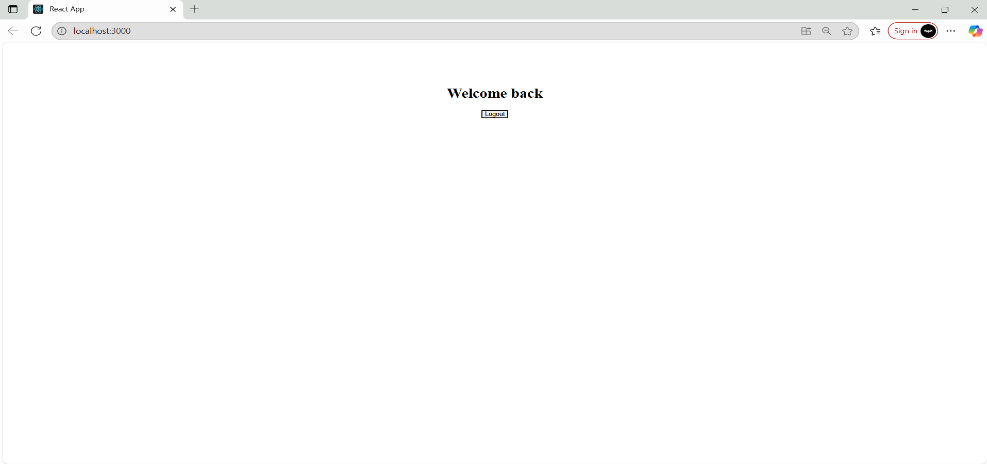 React App
localhost:3000
Sign in
Welcome back
Logout